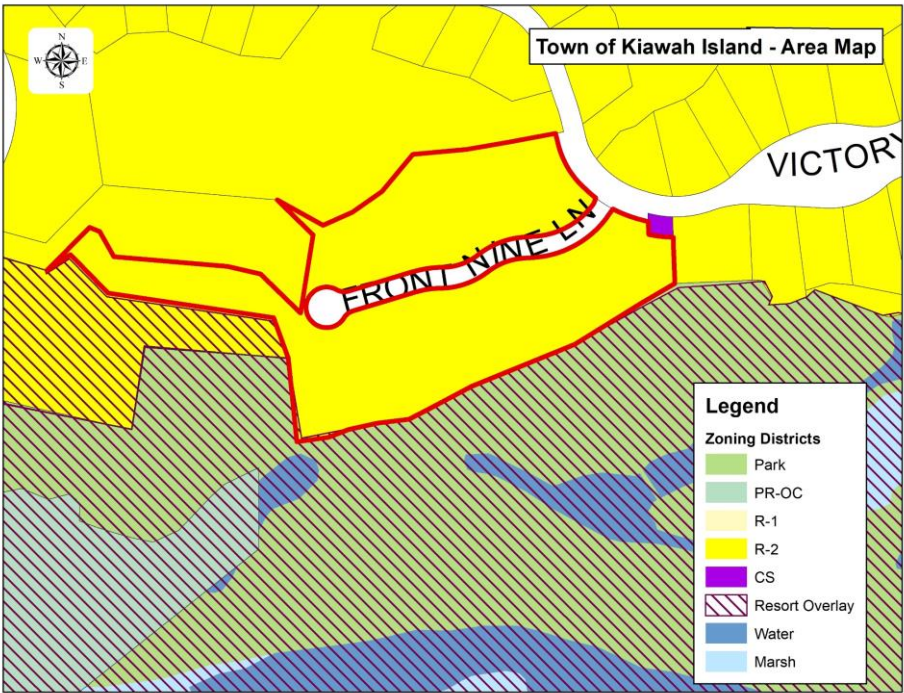 Town of Kiawah Island - Area Map
N
W E
S
VICTORY
FRONT NINE LN
Legend
Zoning Districts
Park
PR-OC
R-1
R-2
CS
Resort Overlay
Water
Marsh